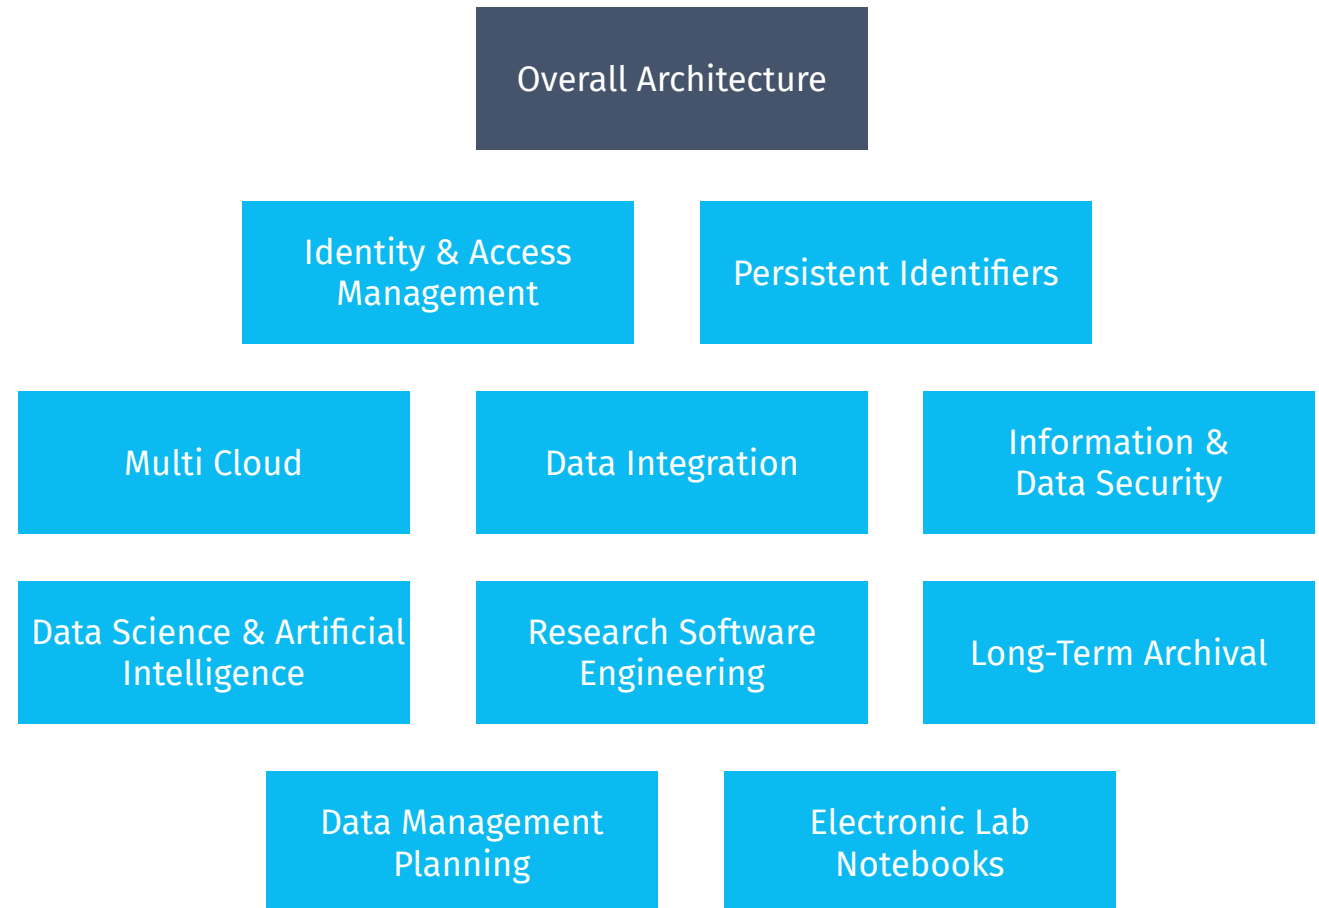 Overall Architecture
Identity & Access
Management
Persistent Identifiers
Multi Cloud
Data Integration
Information &
Data Security
Data Science & Artificial
Intelligence
Research Software
Engineering
Long-Term Archival
Data Management
Planning
Electronic Lab
Notebooks